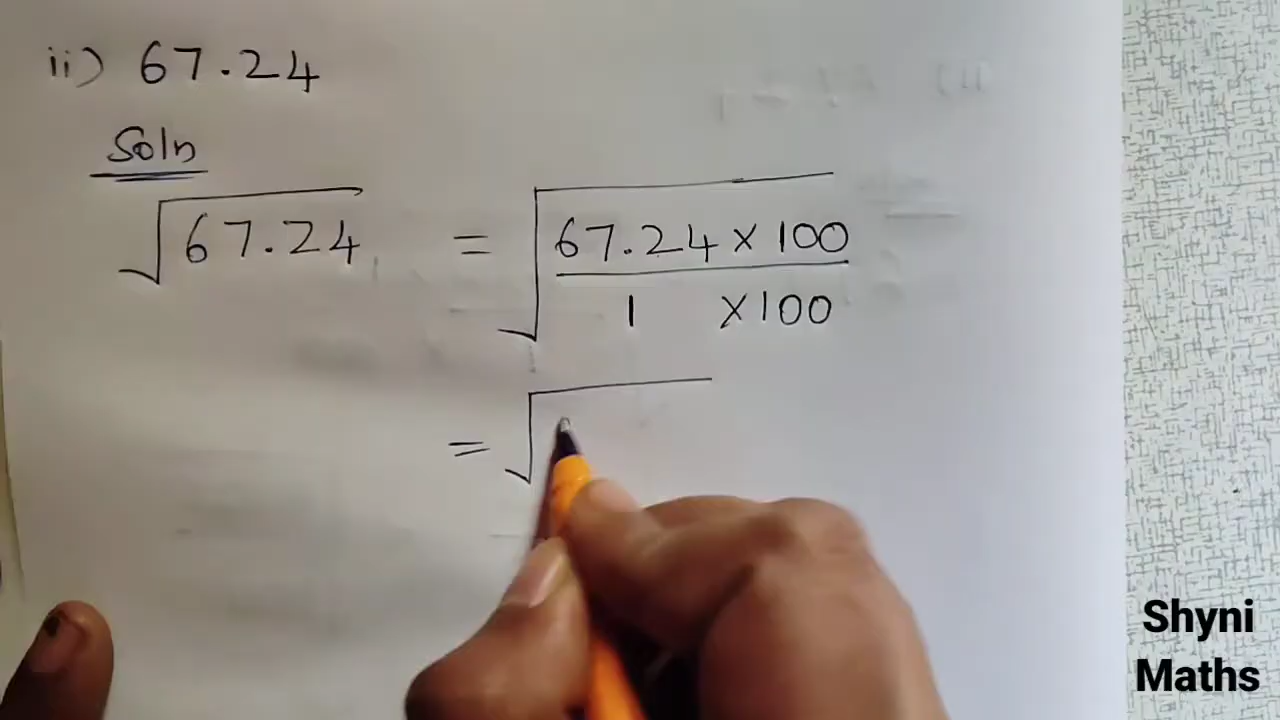 ii) 67.24
Soln
√67.24 = √67.24 × 100
1 × 100
= √
Shyni
Maths